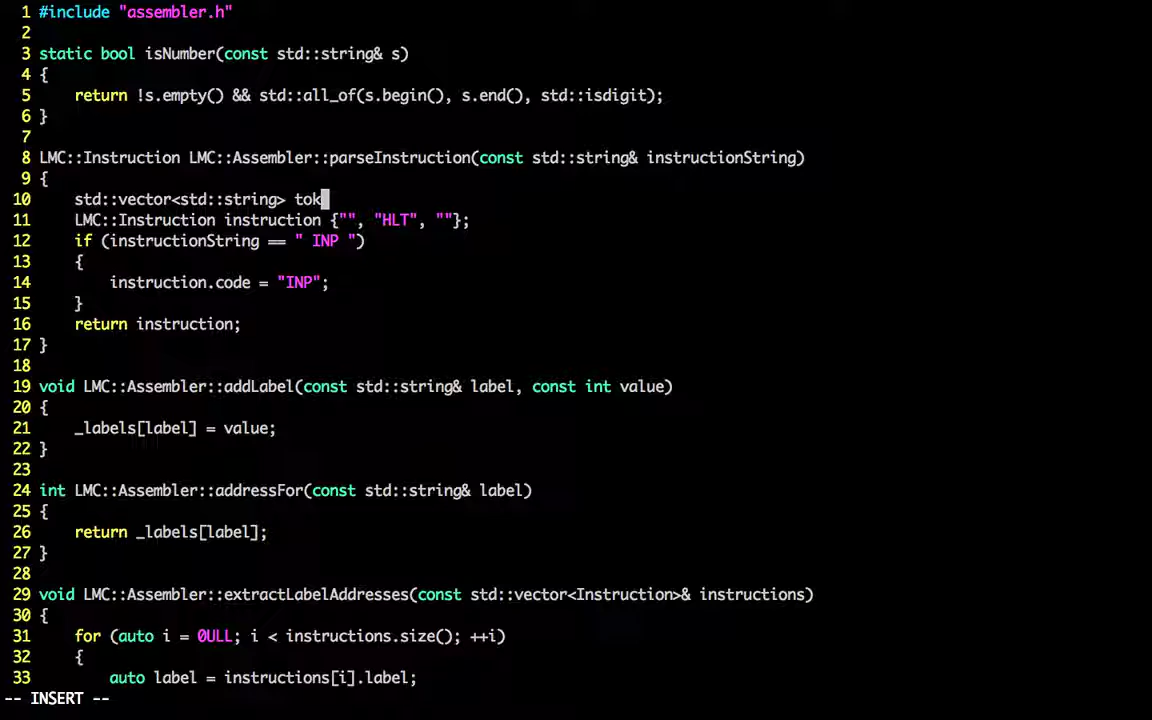 1 #include "assembler.h"
2
3 static bool isNumber(const std::string& s)
4 {
5     return !s.empty() && std::all_of(s.begin(), s.end(), std::isdigit);
6 }
7
8 LMC::Instruction LMC::Assembler::parseInstruction(const std::string& instructionString)
9 {
10     std::vector<std::string> tok
11     LMC::Instruction instruction {"", "HLT", ""};
12     if (instructionString == " INP ")
13     {
14         instruction.code = "INP";
15     }
16     return instruction;
17 }
18
19 void LMC::Assembler::addLabel(const std::string& label, const int value)
20 {
21     _labels[label] = value;
22 }
23
24 int LMC::Assembler::addressFor(const std::string& label)
25 {
26     return _labels[label];
27 }
28
29 void LMC::Assembler::extractLabelAddresses(const std::vector<Instruction>& instructions)
30 {
31     for (auto i = 0ULL; i < instructions.size(); ++i)
32     {
33         auto label = instructions[i].label;
-- INSERT --